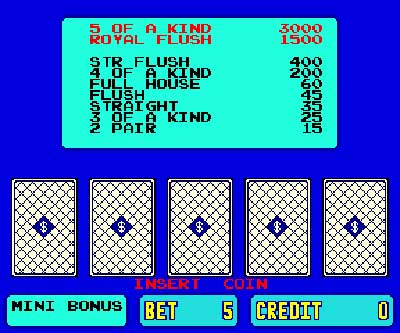 5 OF A KIND 3000
ROYAL FLUSH 1500
STR FLUSH 400
4 OF A KIND 200
FULL HOUSE 60
FLUSH 45
STRAIGHT 35
3 OF A KIND 25
2 PAIR 15
$ $ $ $ $
INSERT COIN
MINI BONUS BET 5 CREDIT 0